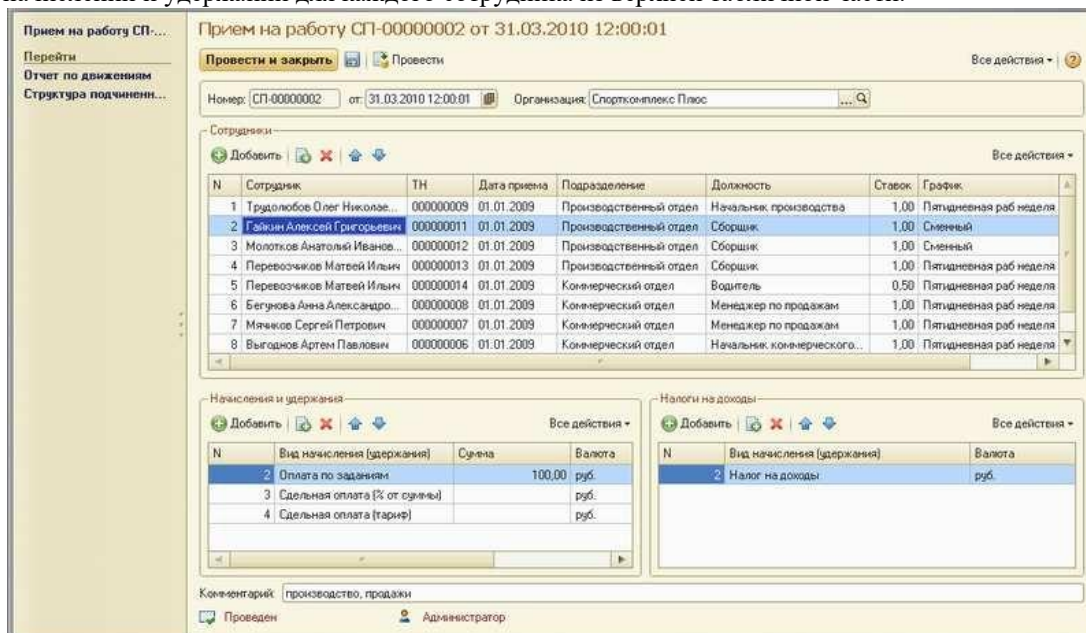 начисления и удержания для каждого сотрудника из верхней табличной части.
Прием на работу СП-...
Перейти
Отчет по движениям
Структура подчиненн...
Прием на работу СП-00000002 от 31.03.2010 12:00:01
Провести и закрыть Провести Все действия
Номер: СП-00000002 от: 31.03.2010 12:00:01 Организация: Спорткомплекс Плюс ...
Сотрудники
Добавить Все действия
N Сотрудник ТН Дата приема Подразделение Должность Ставок График
1 Трудолюбов Олег Николае... 000000009 01.01.2009 Производственный отдел Начальник производства 1,00 Пятидневная раб неделя
2 Гайкин Алексей Григорьевич 000000011 01.01.2009 Производственный отдел Сборщик 1,00 Сменный
3 Молотков Анатолий Иванов... 000000012 01.01.2009 Производственный отдел Сборщик 1,00 Сменный
4 Перевозчиков Матвей Ильич 000000013 01.01.2009 Производственный отдел Сборщик 1,00 Пятидневная раб неделя
5 Перевозчиков Матвей Ильич 000000014 01.01.2009 Коммерческий отдел Водитель 0,50 Пятидневная раб неделя
6 Бегунова Анна Александро... 000000008 01.01.2009 Коммерческий отдел Менеджер по продажам 1,00 Пятидневная раб неделя
7 Мячиков Сергей Петрович 000000007 01.01.2009 Коммерческий отдел Менеджер по продажам 1,00 Пятидневная раб неделя
8 Выгоднов Артем Павлович 000000006 01.01.2009 Коммерческий отдел Начальник коммерческого... 1,00 Пятидневная раб неделя
Начисления и удержания
Добавить Все действия
N Вид начисления (удержания) Сумма Валюта
2 Оплата по заданиям 100,00 руб.
3 Сдельная оплата (% от суммы) руб.
4 Сдельная оплата (тариф) руб.
Налоги на доходы
Добавить Все действия
N Вид начисления (удержания) Валюта
2 Налог на доходы руб.
Комментарий: производство, продажи
Проведен Администратор